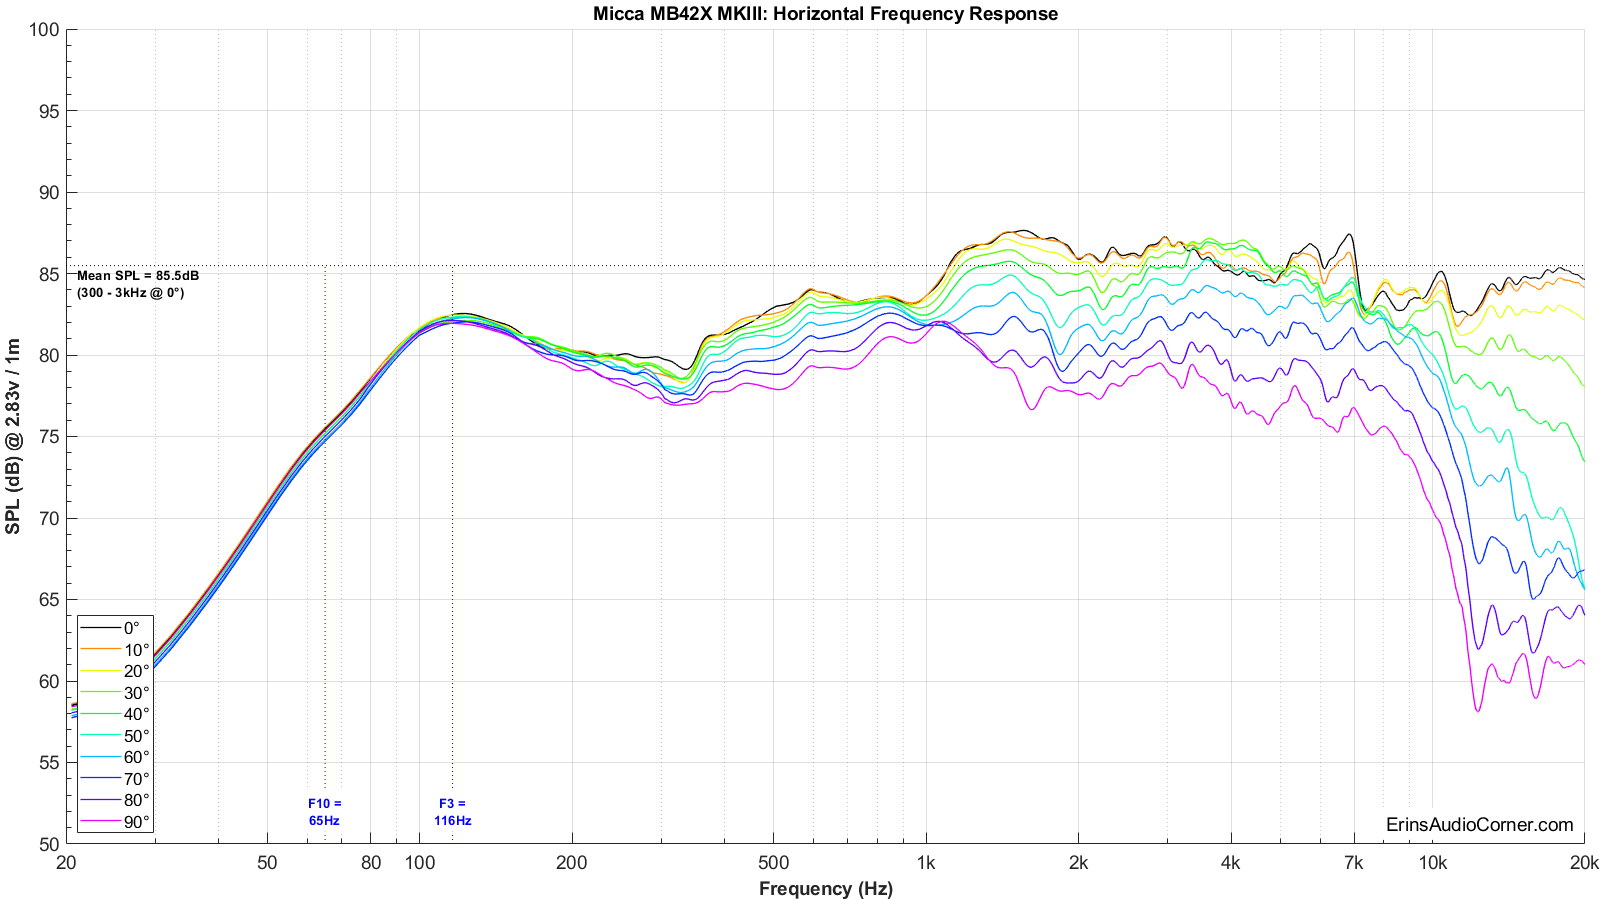 Micca MB42X MKIII: Horizontal Frequency Response
SPL (dB) @ 2.83v / 1m
100
95
90
85
80
75
70
65
60
55
50
Mean SPL = 85.5dB
(300 - 3kHz @ 0°)
0°
10°
20°
30°
40°
50°
60°
70°
80°
90°
F10 =
65Hz
F3 =
116Hz
ErinsAudioCorner.com
20 50 80 100 200 500 1k 2k 4k 7k 10k 20k
Frequency (Hz)